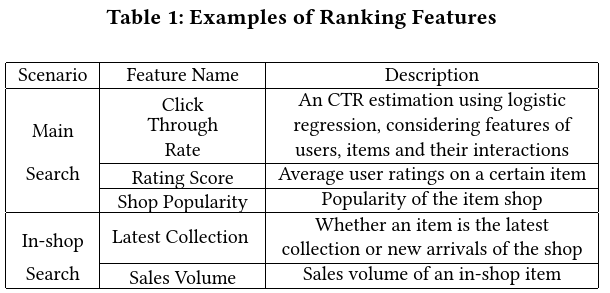 Table 1: Examples of Ranking Features
Scenario Feature Name Description
Main
Search
Click
Through
Rate
An CTR estimation using logistic
regression, considering features of
users, items and their interactions
Rating Score Average user ratings on a certain item
Shop Popularity Popularity of the item shop
In-shop
Search
Latest Collection
Whether an item is the latest
collection or new arrivals of the shop
Sales Volume Sales volume of an in-shop item